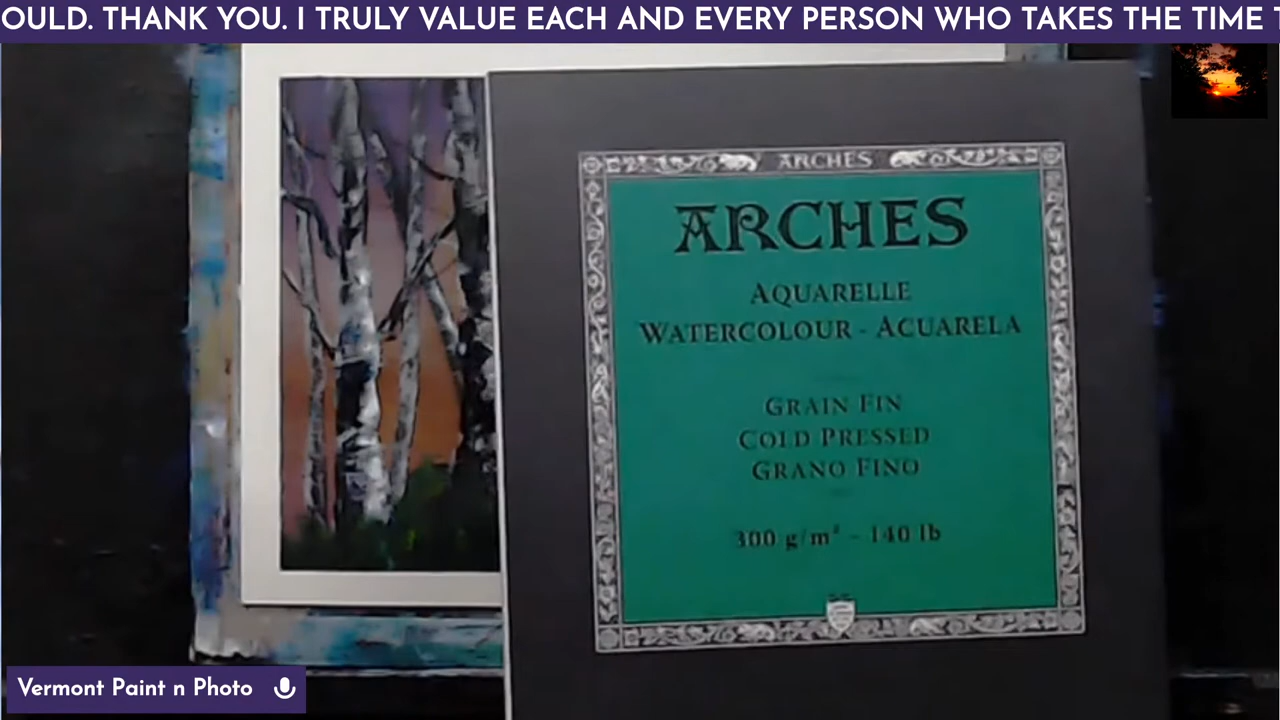 OULD. THANK YOU. I TRULY VALUE EACH AND EVERY PERSON WHO TAKES THE TIME
ARCHES
ARCHES
AQUARELLE
WATERCOLOUR - ACUARELA
GRAIN FIN
COLD PRESSED
GRANO FINO
300 g/m² - 140 lb
Vermont Paint n Photo